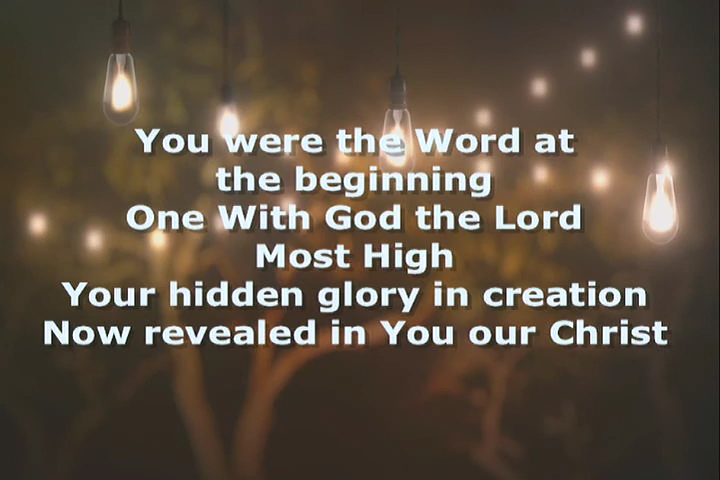 You were the Word at
the beginning
One With God the Lord
Most High
Your hidden glory in creation
Now revealed in You our Christ